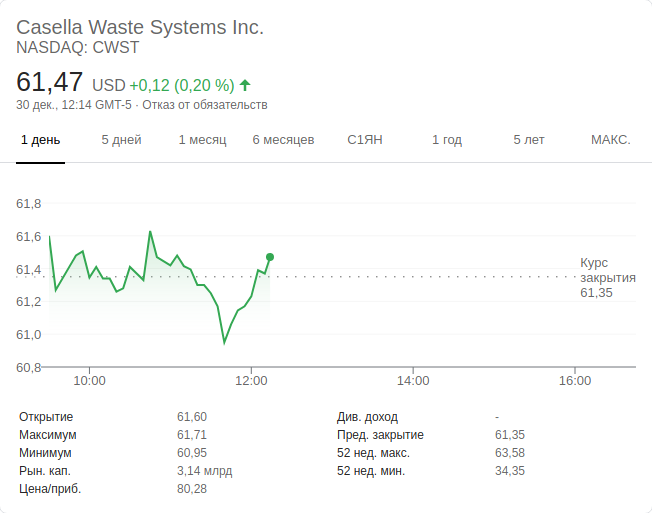 Casella Waste Systems Inc.
NASDAQ: CWST
61,47 USD +0,12 (0,20 %)
30 дек., 12:14 GMT-5 · Отказ от обязательств
1 день 5 дней 1 месяц 6 месяцев С1ЯН 1 год 5 лет МАКС.
61,8
61,6
61,4
61,2
61,0
60,8
Курс
закрытия
61,35
10:00 12:00 14:00 16:00
Открытие 61,60 Див. доход -
Максимум 61,71 Пред. закрытие 61,35
Минимум 60,95 52 нед. макс. 63,58
Рын. кап. 3,14 млрд 52 нед. мин. 34,35
Цена/приб. 80,28